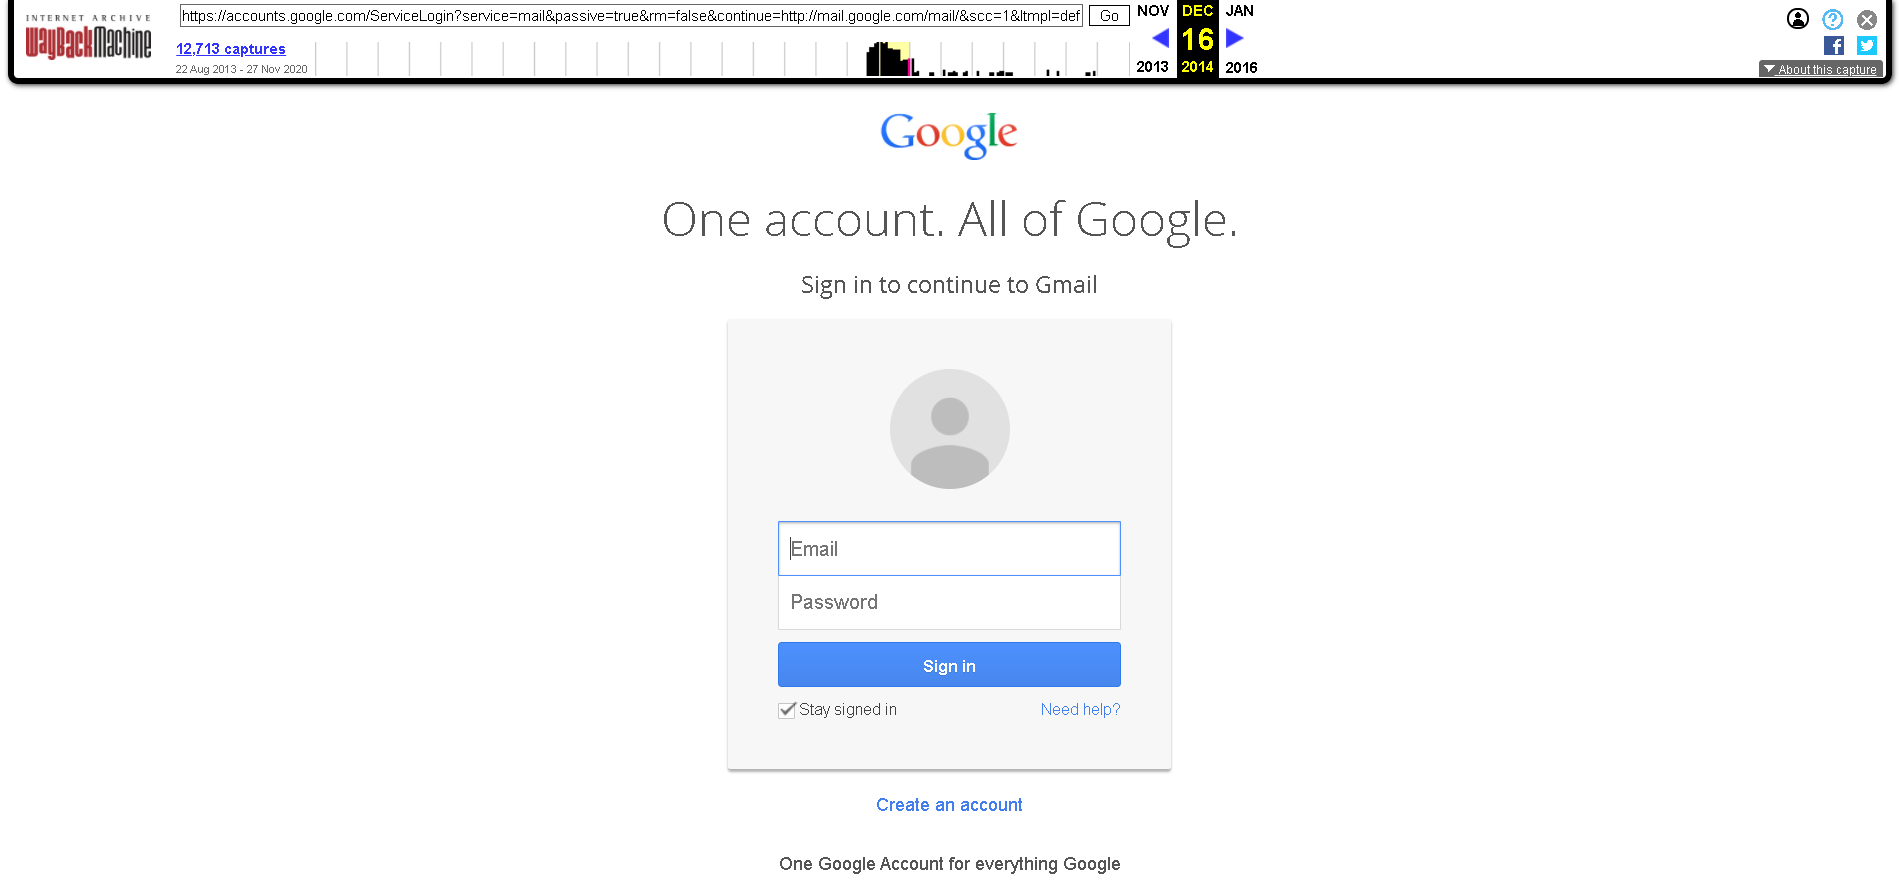 INTERNET ARCHIVE
WayBackMachine
https://accounts.google.com/ServiceLogin?service=mail&passive=true&rm=false&continue=http://mail.google.com/mail/&scc=1&ltmpl=def
Go
NOV DEC JAN
12,713 captures
16
22 Aug 2013 - 27 Nov 2020
2013 2014 2016
?
f
About this capture
Google
One account. All of Google.
Sign in to continue to Gmail
Email
Password
Sign in
Stay signed in
Need help?
Create an account
One Google Account for everything Google